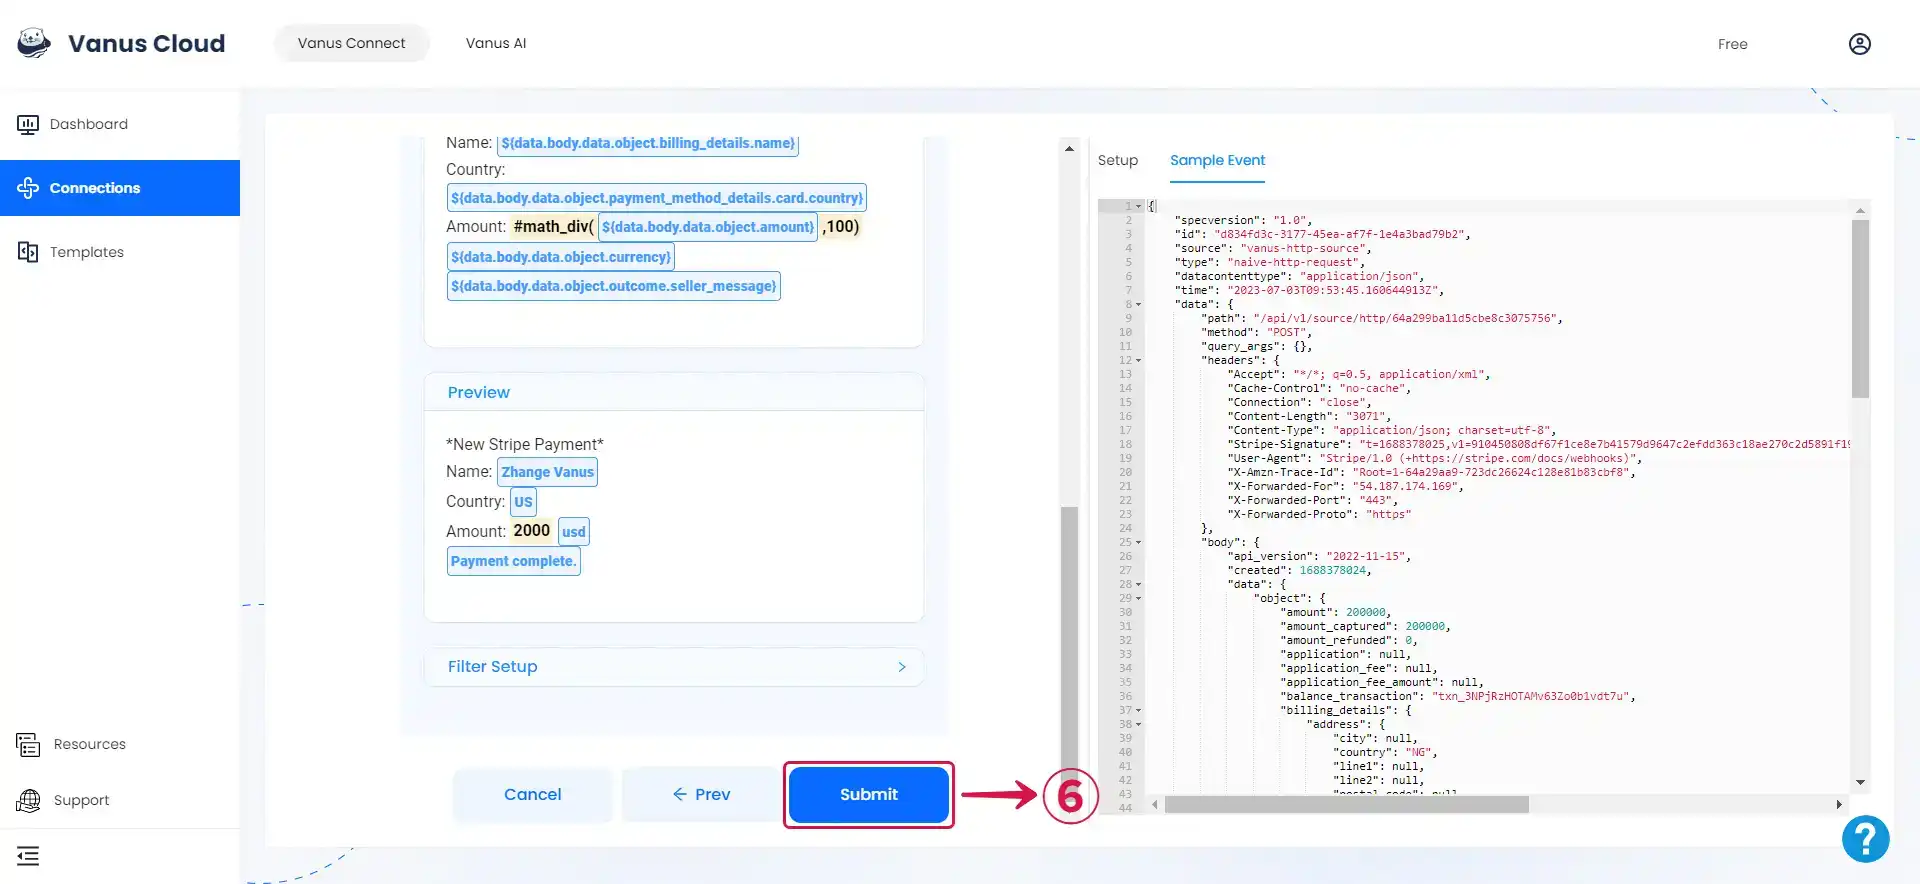 Vanus Cloud
Vanus Connect
Vanus AI
Free
Dashboard
Connections
Templates
Resources
Support
Name: ${data.body.data.object.billing_details.name}
Country:
${data.body.data.object.payment_method_details.card.country}
Amount: #math_div( ${data.body.data.object.amount} ,100)
${data.body.data.object.currency}
${data.body.data.object.outcome.seller_message}
Preview
*New Stripe Payment*
Name: Zhange Vanus
Country: US
Amount: 2000 usd
Payment complete.
Filter Setup
Cancel
← Prev
Submit
6
Setup
Sample Event
1 {
2 "specversion": "1.0",
3 "id": "d834fd3c-3177-45ea-af7f-1e4a3bad79b2",
4 "source": "vanus-http-source",
5 "type": "naive-http-request",
6 "datacontenttype": "application/json",
7 "time": "2023-07-03T09:53:45.160644913Z",
8 "data": {
9 "path": "/api/v1/source/http/64a299ba11d5cbe8c3075756",
10 "method": "POST",
11 "query_args": {},
12 "headers": {
13 "Accept": "*/*; q=0.5, application/xml",
14 "Cache-Control": "no-cache",
15 "Connection": "close",
16 "Content-Length": "3071",
17 "Content-Type": "application/json; charset=utf-8",
18 "Stripe-Signature": "t=1688378025,v1=910450808df67f1ce8e7b41579d9647c2efdd363c18ae270c2d5891f19
19 "User-Agent": "Stripe/1.0 (+https://stripe.com/docs/webhooks)",
20 "X-Amzn-Trace-Id": "Root=1-64a29aa9-723dc26624c128e81b83cbf8",
21 "X-Forwarded-For": "54.187.174.169",
22 "X-Forwarded-Port": "443",
23 "X-Forwarded-Proto": "https"
24 },
25 "body": {
26 "api_version": "2022-11-15",
27 "created": 1688378024,
28 "data": {
29 "object": {
30 "amount": 200000,
31 "amount_captured": 200000,
32 "amount_refunded": 0,
33 "application": null,
34 "application_fee": null,
35 "application_fee_amount": null,
36 "balance_transaction": "txn_3NPjRzHOTAMv63Zo0b1vdt7u",
37 "billing_details": {
38 "address": {
39 "city": null,
40 "country": "NG",
41 "line1": null,
42 "line2": null,
43 "postal_code": null
44
?